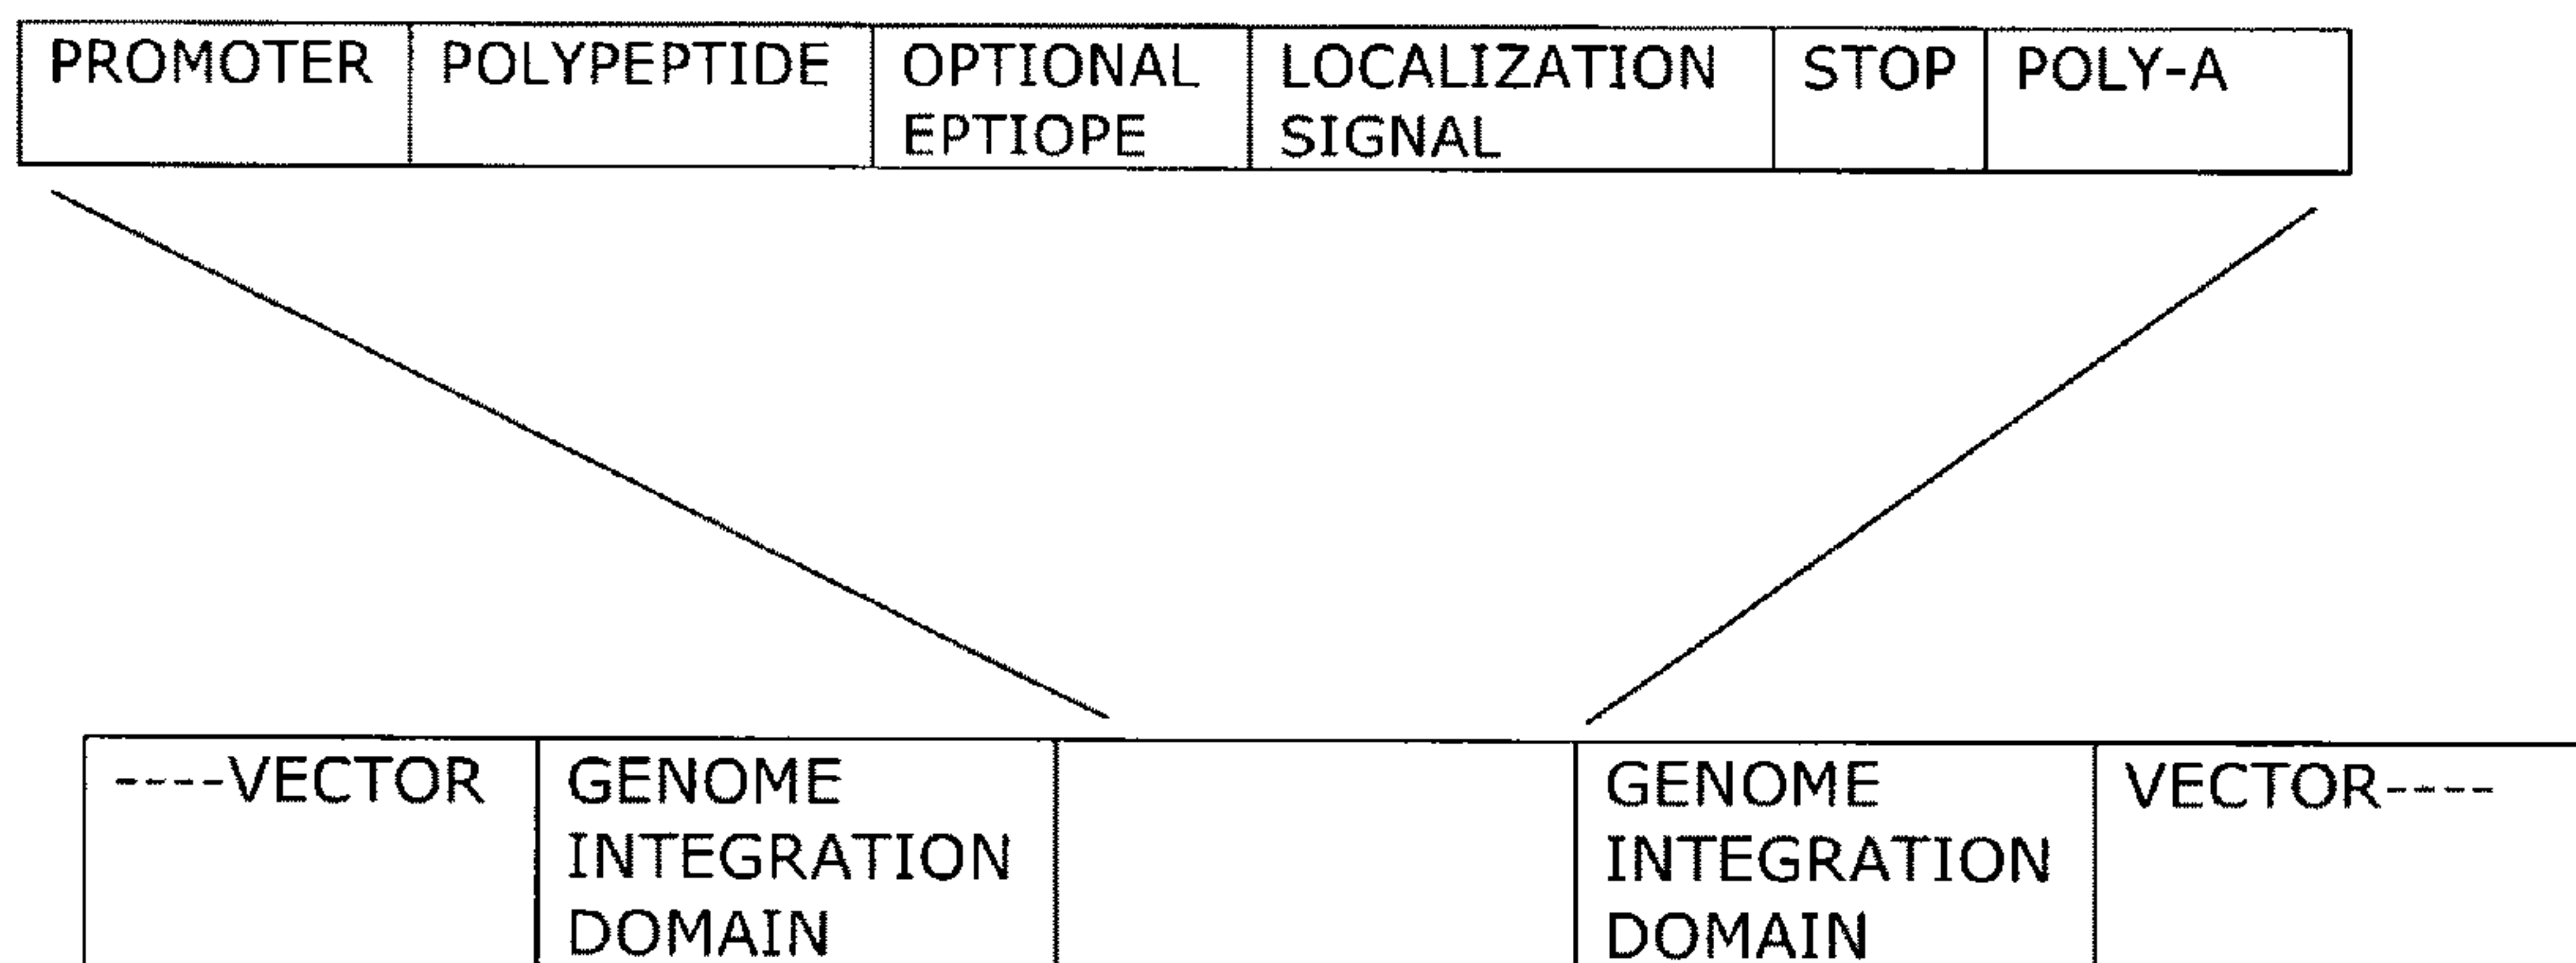 PROMOTER POLYPEPTIDE OPTIONAL LOCALIZATION STOP POLY-A
EPTIOPE SIGNAL
----VECTOR GENOME GENOME VECTOR----
INTEGRATION INTEGRATION
DOMAIN DOMAIN